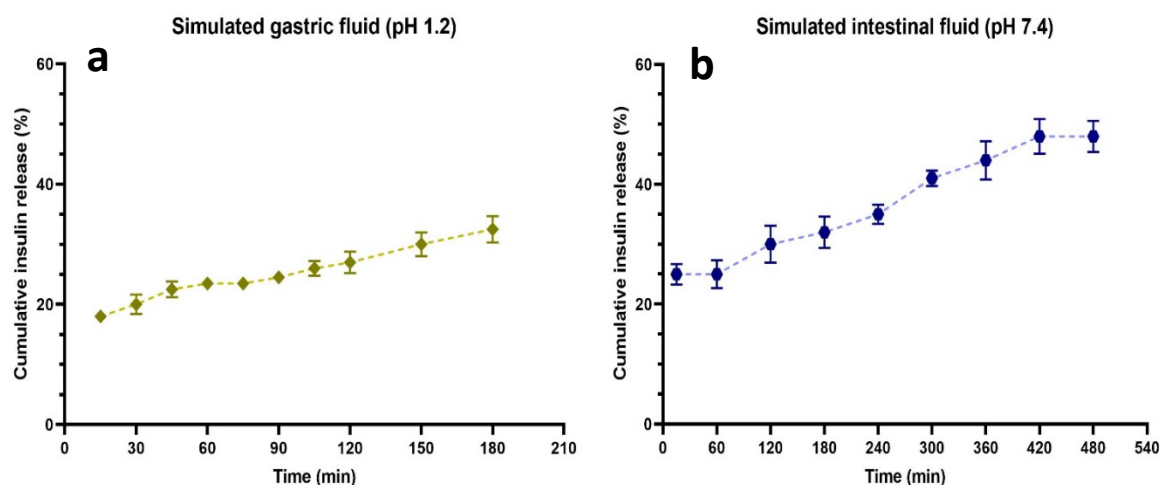 Simulated gastric fluid (pH 1.2)
a
Cumulative insulin release (%)
60
40
20
0
0 30 60 90 120 150 180 210
Time (min)
Simulated intestinal fluid (pH 7.4)
b
Cumulative insulin release (%)
60
40
20
0
0 60 120 180 240 300 360 420 480 540
Time (min)